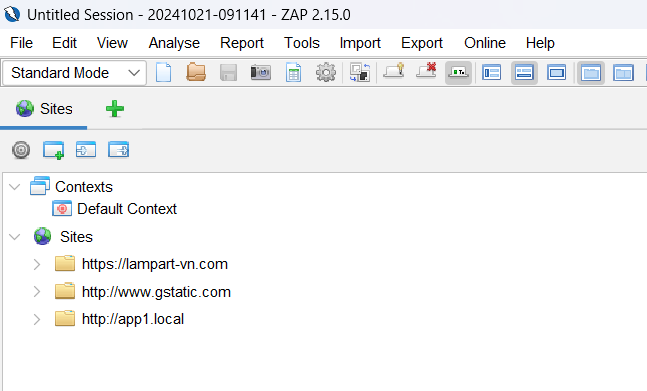 Untitled Session - 20241021-091141 - ZAP 2.15.0
File Edit View Analyse Report Tools Import Export Online Help
Standard Mode
Sites
Contexts
Default Context
Sites
https://lampart-vn.com
http://www.gstatic.com
http://app1.local